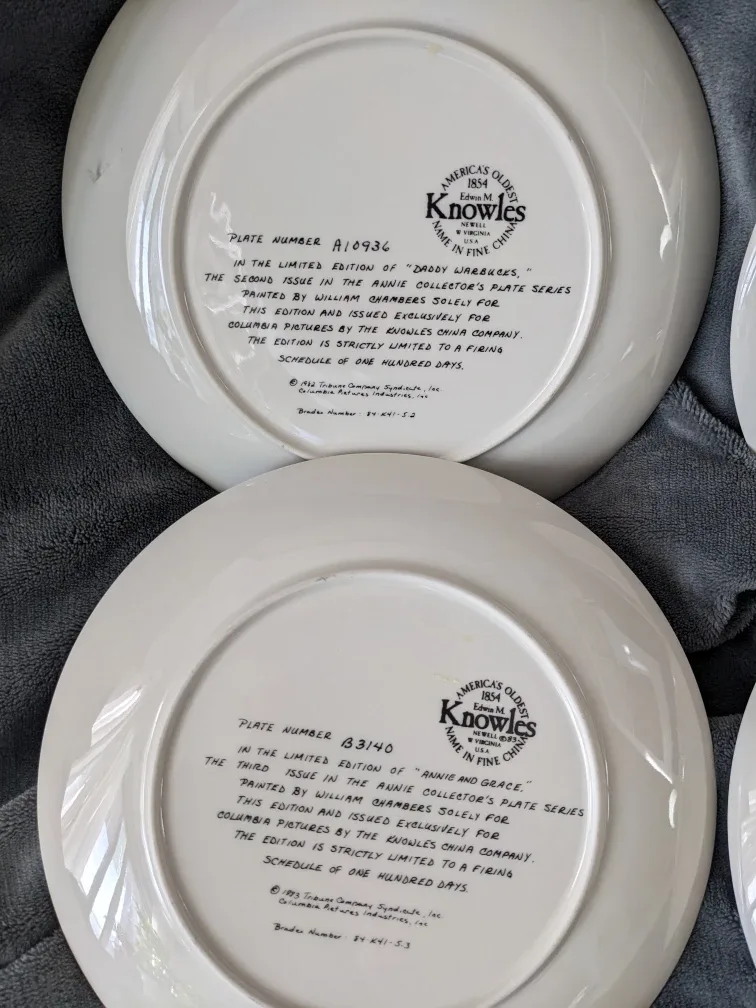 AMERICA'S OLDEST
1854
Edwin M.
Knowles
NEWELL
W VIRGINIA
U.S.A
NAME IN FINE CHINA
PLATE NUMBER A10936
IN THE LIMITED EDITION OF "DADDY WARBUCKS,"
THE SECOND ISSUE IN THE ANNIE COLLECTOR'S PLATE SERIES
PAINTED BY WILLIAM CHAMBERS SOLELY FOR
THIS EDITION AND ISSUED EXCLUSIVELY FOR
COLUMBIA PICTURES BY THE KNOWLES CHINA COMPANY.
THE EDITION IS STRICTLY LIMITED TO A FIRING
SCHEDULE OF ONE HUNDRED DAYS.
© 1982 Tribune Company Syndicate, Inc.
Columbia Pictures Industries, Inc
Bradex Number: 84-K41-5.2
AMERICA'S OLDEST
1854
Edwin M.
Knowles
NEWELL ©83
W VIRGINIA
U.S.A
NAME IN FINE CHINA
PLATE NUMBER B3140
IN THE LIMITED EDITION OF "ANNIE AND GRACE,"
THE THIRD ISSUE IN THE ANNIE COLLECTOR'S PLATE SERIES
PAINTED BY WILLIAM CHAMBERS SOLELY FOR
THIS EDITION AND ISSUED EXCLUSIVELY FOR
COLUMBIA PICTURES BY THE KNOWLES CHINA COMPANY.
THE EDITION IS STRICTLY LIMITED TO A FIRING
SCHEDULE OF ONE HUNDRED DAYS.
© 1983 Tribune Company Syndicate, Inc.
Columbia Pictures Industries, Inc
Bradex Number: 84-K41-5.3